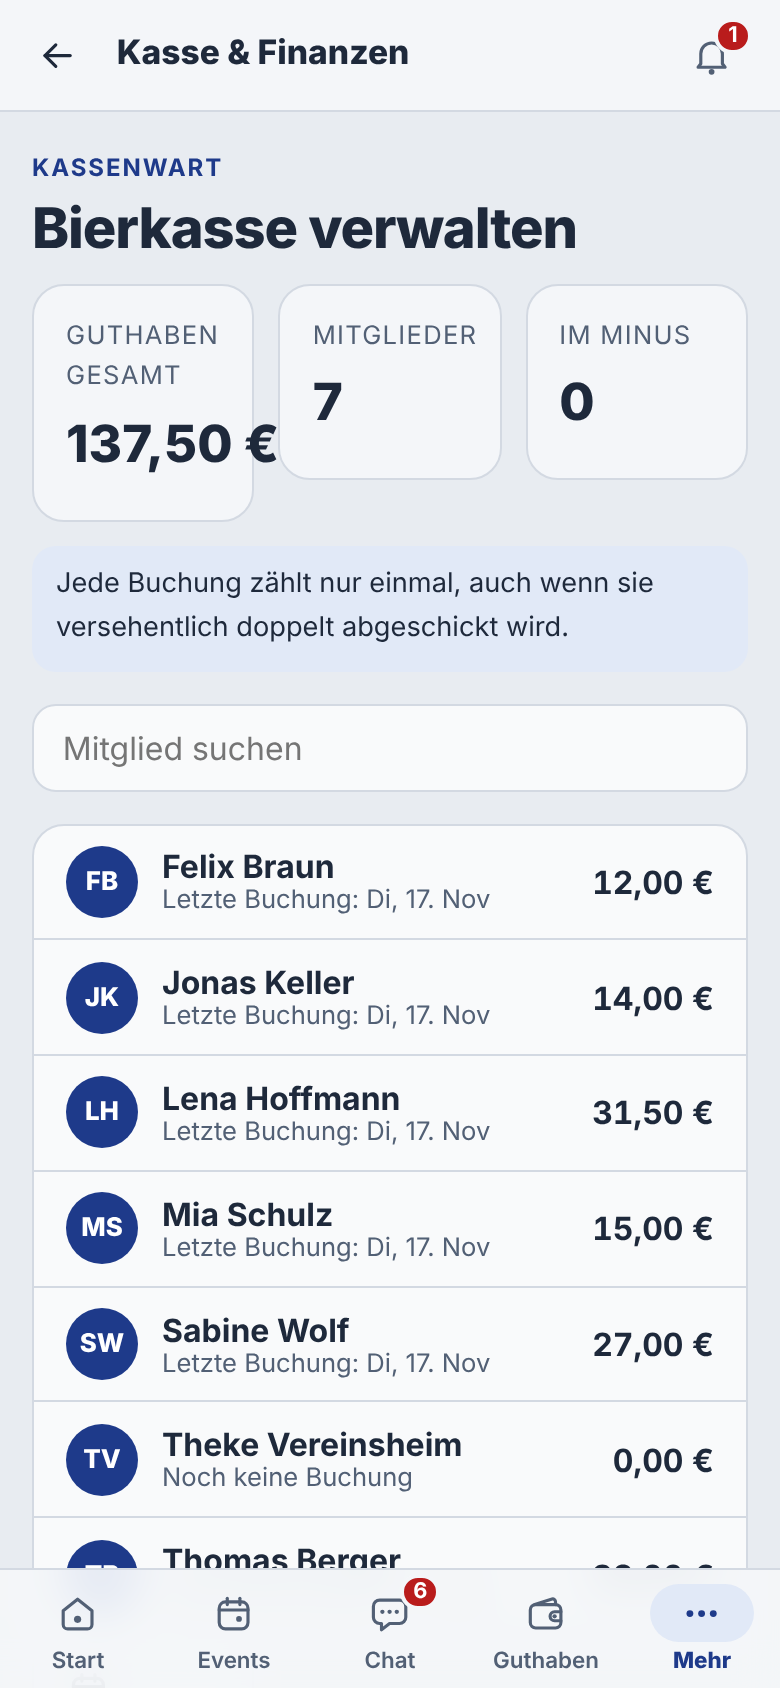 Kasse & Finanzen
1
KASSENWART
Bierkasse verwalten
GUTHABEN
GESAMT
137,50 €
MITGLIEDER
7
IM MINUS
0
Jede Buchung zählt nur einmal, auch wenn sie
versehentlich doppelt abgeschickt wird.
Mitglied suchen
FB
Felix Braun
Letzte Buchung: Di, 17. Nov
12,00 €
JK
Jonas Keller
Letzte Buchung: Di, 17. Nov
14,00 €
LH
Lena Hoffmann
Letzte Buchung: Di, 17. Nov
31,50 €
MS
Mia Schulz
Letzte Buchung: Di, 17. Nov
15,00 €
SW
Sabine Wolf
Letzte Buchung: Di, 17. Nov
27,00 €
TV
Theke Vereinsheim
Noch keine Buchung
0,00 €
Thomas Berger
6
Start
Events
Chat
Guthaben
Mehr